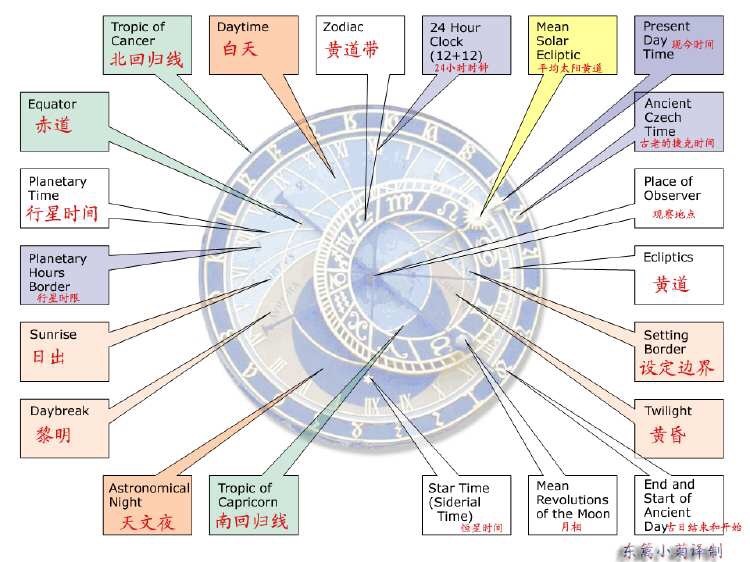 Tropic of
Cancer
北回归线
Daytime
白天
Zodiac
黄道带
24 Hour
Clock
(12+12)
24小时时钟
Mean
Solar
Ecliptic
平均太阳黄道
Present
Day 现今时间
Time
Equator
赤道
Ancient
Czech
Time
古老的捷克时间
Planetary
Time
行星时间
Place of
Observer
观察地点
Planetary
Hours
Border
行星时限
Ecliptics
黄道
Sunrise
日出
Setting
Border
设定边界
Daybreak
黎明
Twilight
黄昏
Astronomical
Night
天文夜
Tropic of
Capricorn
南回归线
Star Time
(Siderial
Time)
恒星时间
Mean
Revolutions
of the Moon
月相
End and
Start of
Ancient
Day 古日结束和开始
东莞小菊译制